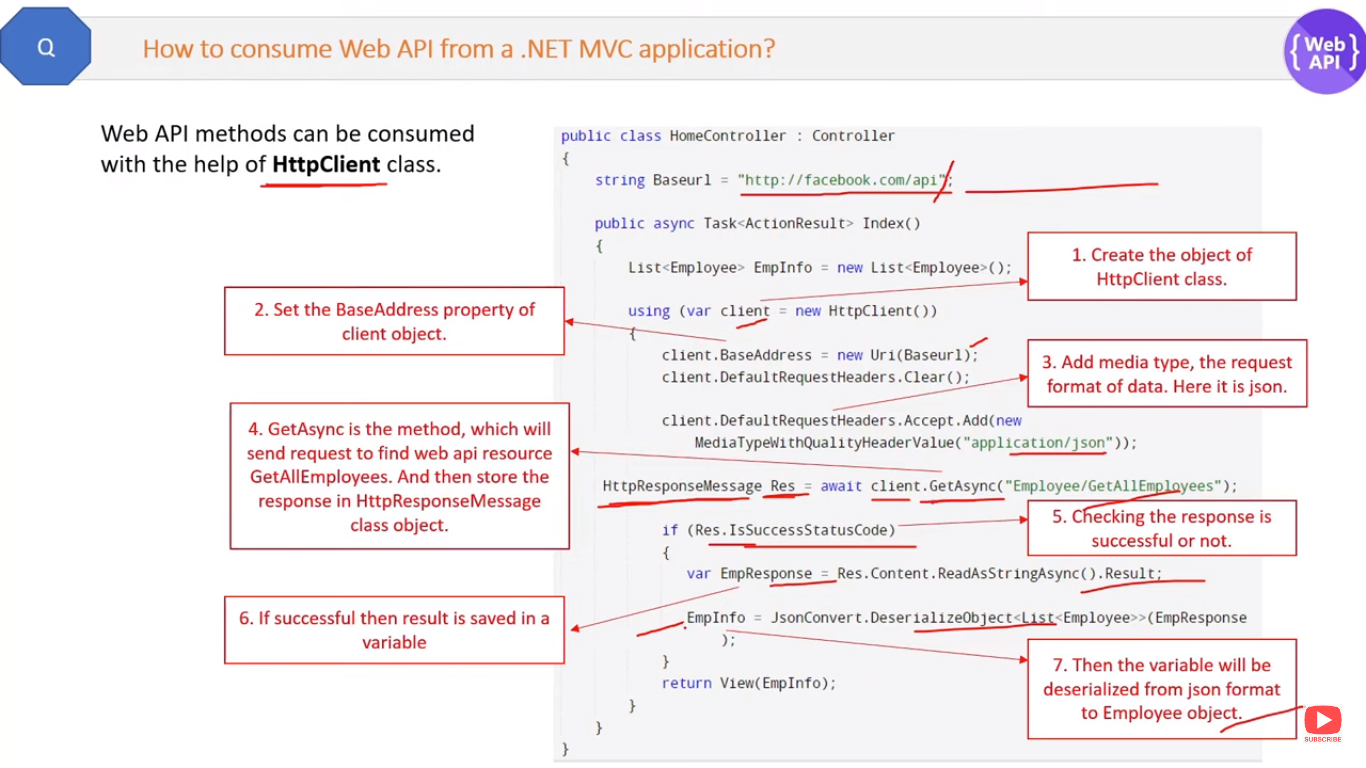 Q
How to consume Web API from a .NET MVC application?
{ Web API }
Web API methods can be consumed
with the help of HttpClient class.
public class HomeController : Controller
{
string Baseurl = "http://facebook.com/api";
public async Task<ActionResult> Index()
{
List<Employee> EmpInfo = new List<Employee>();
1. Create the object of
HttpClient class.
using (var client = new HttpClient())
{
2. Set the BaseAddress property of
client object.
client.BaseAddress = new Uri(Baseurl);
client.DefaultRequestHeaders.Clear();
3. Add media type, the request
format of data. Here it is json.
client.DefaultRequestHeaders.Accept.Add(new
MediaTypeWithQualityHeaderValue("application/json"));
4. GetAsync is the method, which will
send request to find web api resource
GetAllEmployees. And then store the
response in HttpResponseMessage
class object.
HttpResponseMessage Res = await client.GetAsync("Employee/GetAllEmployees");
5. Checking the response is
successful or not.
if (Res.IsSuccessStatusCode)
{
var EmpResponse = Res.Content.ReadAsStringAsync().Result;
6. If successful then result is saved in a
variable
EmpInfo = JsonConvert.DeserializeObject<List<Employee>>(EmpResponse
);
7. Then the variable will be
deserialized from json format
to Employee object.
}
return View(EmpInfo);
}
}
}
SUBSCRIBE